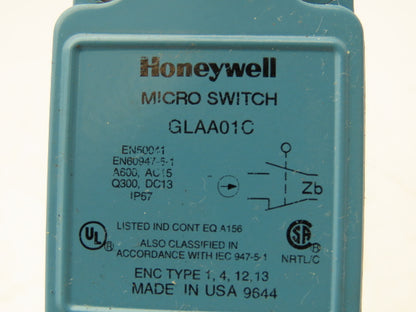 Honeywell
MICRO SWITCH
GLAA01C
EN50041
EN60947-5-1
A600, AC15
Q300, DC13
IP67
Zb
UL
LISTED IND CONT EQ A156
ALSO CLASSIFIED IN
ACCORDANCE WITH IEC 947-5-1
SA
NRTL/C
ENC TYPE 1, 4, 12, 13
MADE IN USA 9644